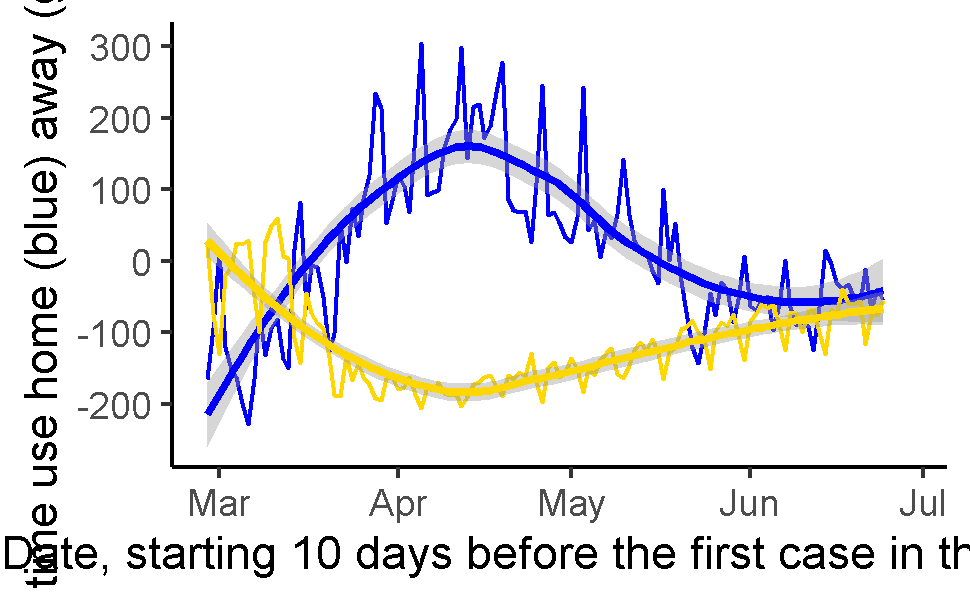 time use home (blue) away (
300
200
100
0
-100
-200
Mar Apr May Jun Jul
Date, starting 10 days before the first case in th